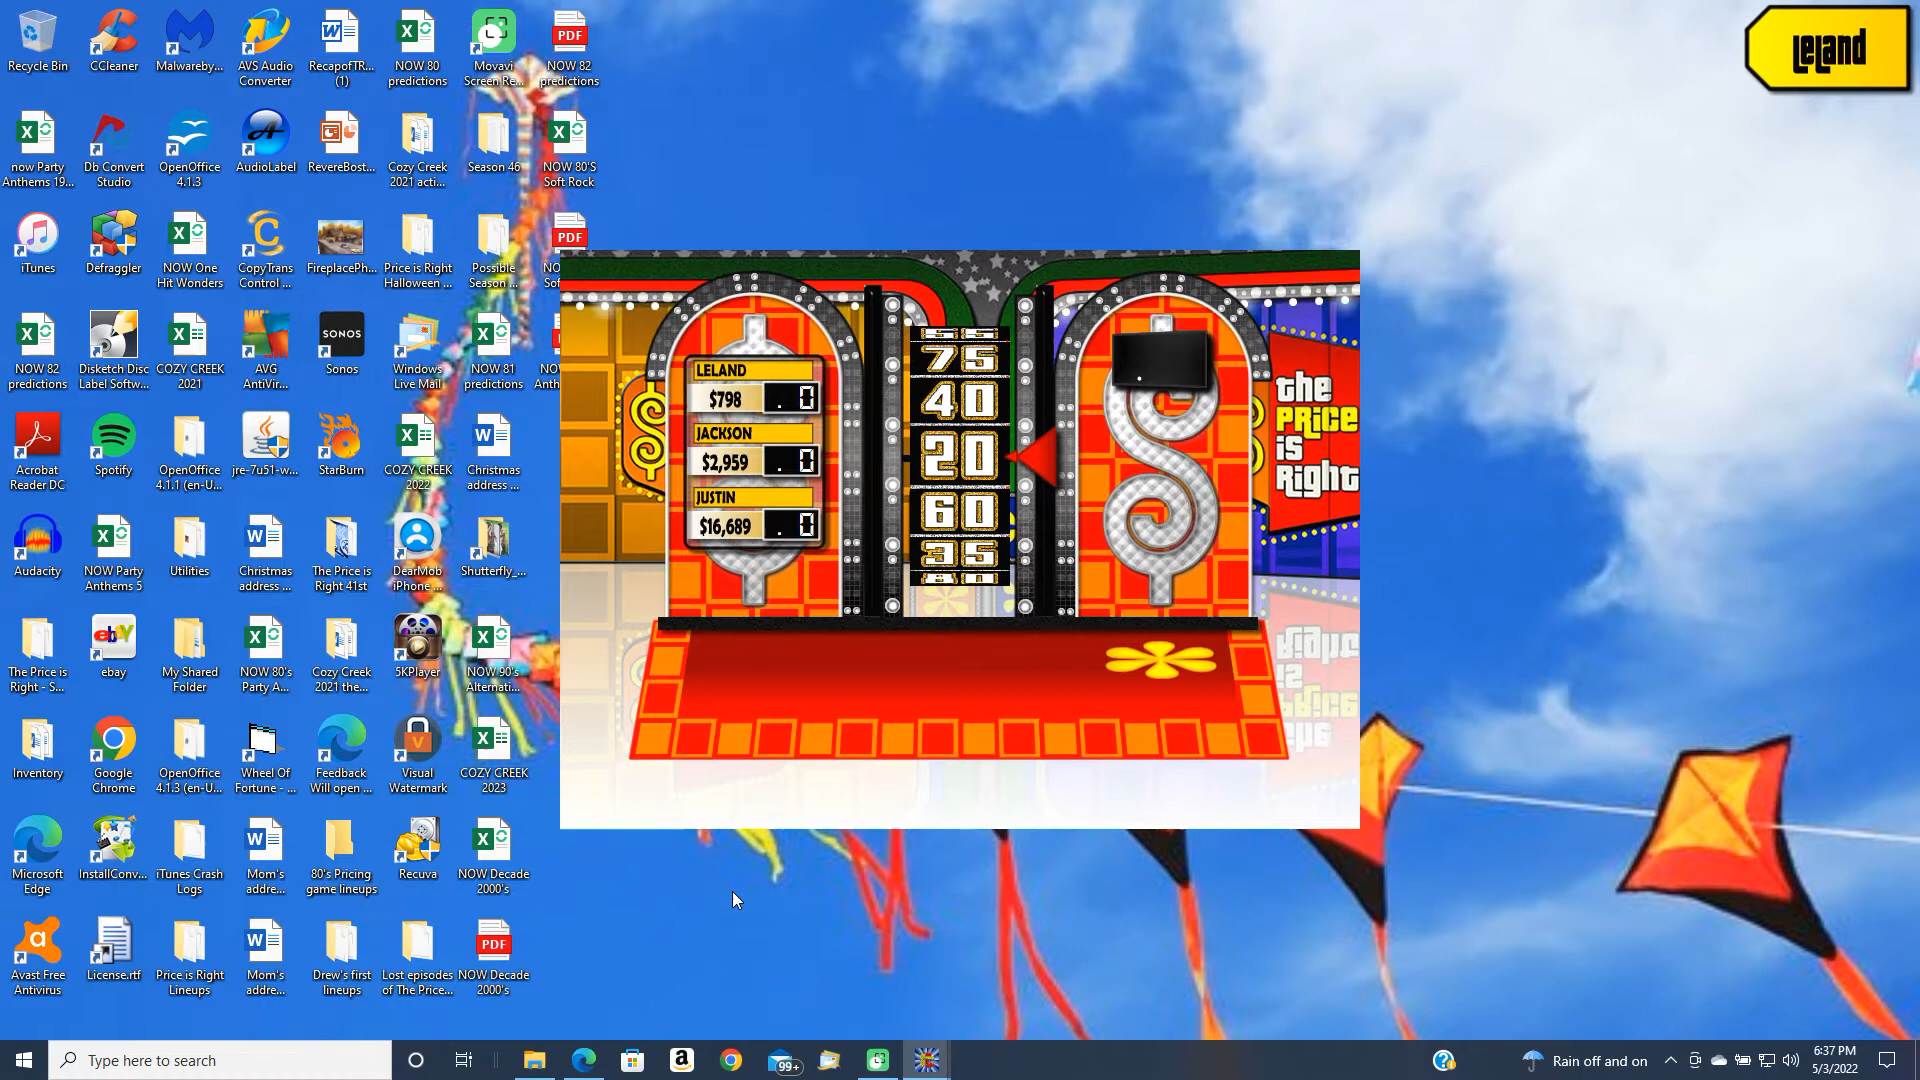 Recycle Bin
CCleaner
Malwareby...
AVS Audio
Converter
RecapofTR...
(1)
NOW 80
predictions
Movavi
Screen Re...
PDF
NOW 82
predictions
now Party
Anthems 19...
Db Convert
Studio
OpenOffice
4.1.3
AudioLabel
RevereBost...
Cozy Creek
2021 acti...
Season 46
NOW 80'S
Soft Rock
iTunes
Defraggler
NOW One
Hit Wonders
CopyTrans
Control ...
FireplacePh...
Price is Right
Halloween ...
Possible
Season ...
PDF
NOW 82
predictions
Disketch Disc
Label Softw...
COZY CREEK
2021
AVG
AntiVir...
SONOS
Sonos
Windows
Live Mail
NOW 81
predictions
Acrobat
Reader DC
Spotify
OpenOffice
4.1.1 (en-U...
jre-7u51-w...
StarBurn
COZY CREEK
2022
Christmas
address ...
Audacity
NOW Party
Anthems 5
Utilities
Christmas
address ...
The Price is
Right 41st
DearMob
iPhone ...
Shutterfly_...
The Price is
Right - S...
ebay
My Shared
Folder
NOW 80's
Party A...
Cozy Creek
2021 the...
5KPlayer
NOW 90's
Alternati...
Inventory
Google
Chrome
OpenOffice
4.1.3 (en-U...
Wheel Of
Fortune - ...
Feedback
Will open ...
Visual
Watermark
COZY CREEK
2023
Microsoft
Edge
InstallConv...
iTunes Crash
Logs
Mom's
addre...
80's Pricing
game lineups
Recuva
NOW Decade
2000's
Avast Free
Antivirus
License.rtf
Price is Right
Lineups
Mom's
addre...
Drew's first
lineups
Lost episodes
of The Price...
PDF
NOW Decade
2000's
Leland
LELAND
$798 .0
JACKSON
$2,959 .0
JUSTIN
$16,689 .0
75
40
20
60
35
the
PRICE
is
Right
Type here to search
99+
Rain off and on
6:37 PM
5/3/2022